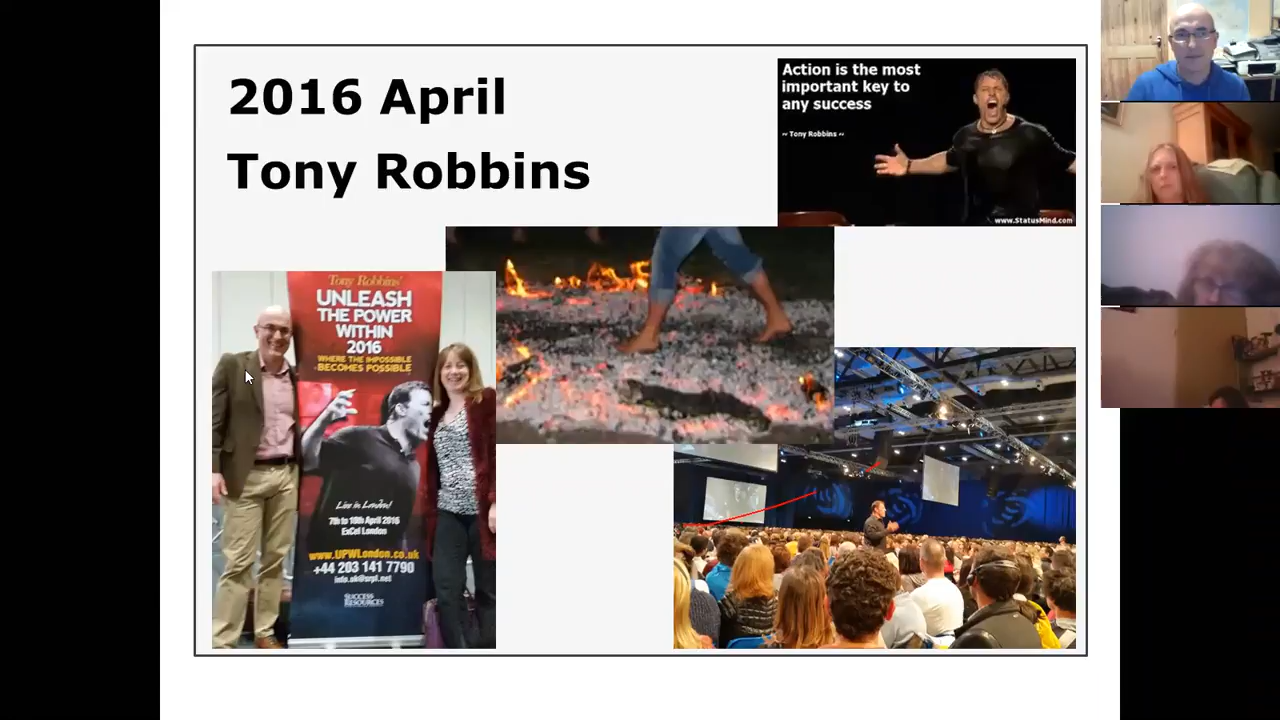 2016 April
Tony Robbins
Action is the most
important key to
any success
~ Tony Robbins ~
www.StatusMind.com
Tony Robbins'
UNLEASH
THE POWER
WITHIN
2016
WHERE THE IMPOSSIBLE
BECOMES POSSIBLE
Live in London!
7th to 10th April 2016
ExCel London
www.UPWLondon.co.uk
+44 203 141 7790
info.uk@srpl.net
SUCCESS
RESOURCES